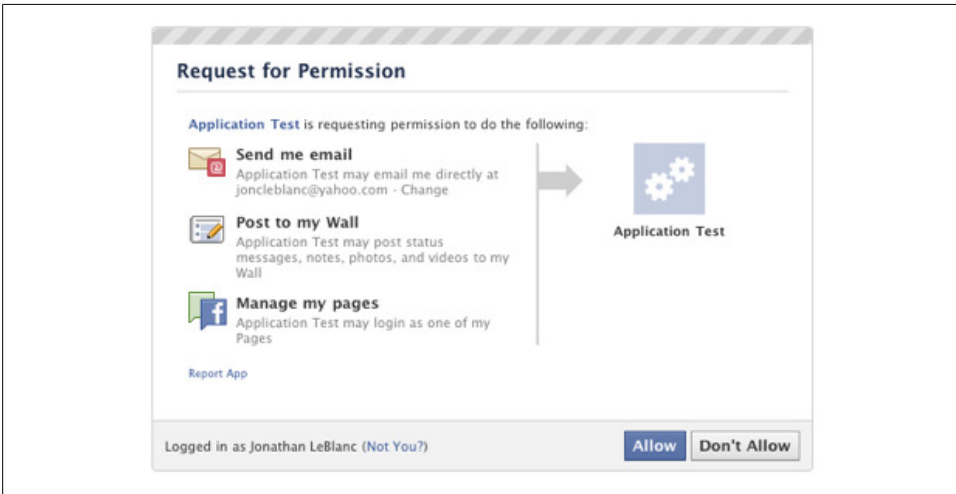 Request for Permission
Application Test is requesting permission to do the following:
Send me email
Application Test may email me directly at
joncleblanc@yahoo.com · Change
Post to my Wall
Application Test may post status
messages, notes, photos, and videos to my
Wall
Manage my pages
Application Test may login as one of my
Pages
Application Test
Report App
Logged in as Jonathan LeBlanc (Not You?)
Allow
Don't Allow